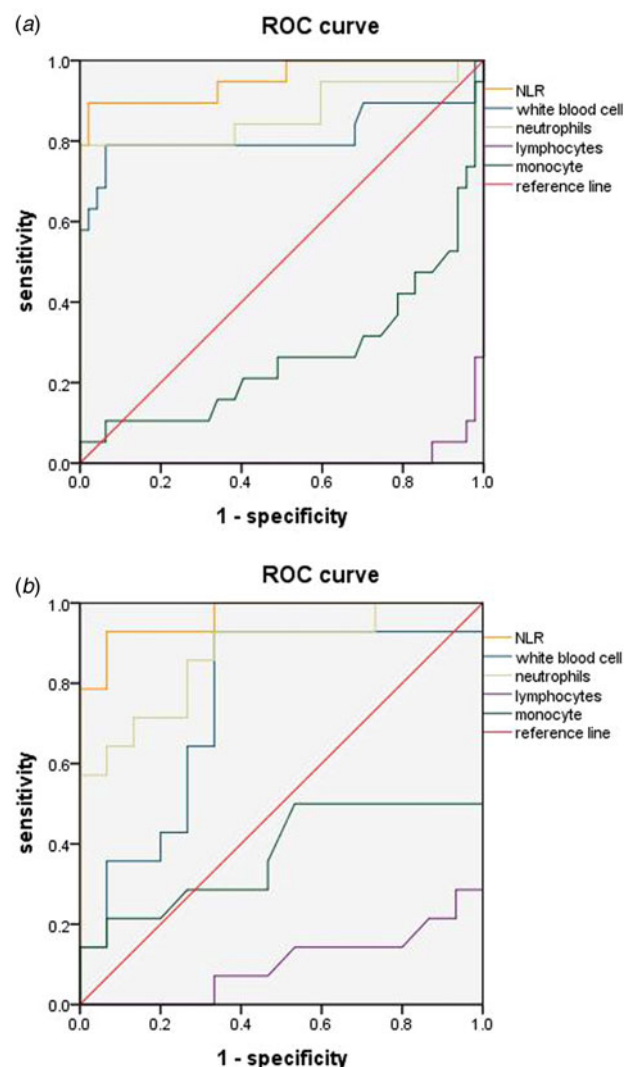 (a)
ROC curve
1.0
0.8
0.6
0.4
0.2
0.0
sensitivity
0.0 0.2 0.4 0.6 0.8 1.0
1 - specificity
NLR
white blood cell
neutrophils
lymphocytes
monocyte
reference line
(b)
ROC curve
1.0
0.8
0.6
0.4
0.2
0.0
sensitivity
0.0 0.2 0.4 0.6 0.8 1.0
1 - specificity
NLR
white blood cell
neutrophils
lymphocytes
monocyte
reference line